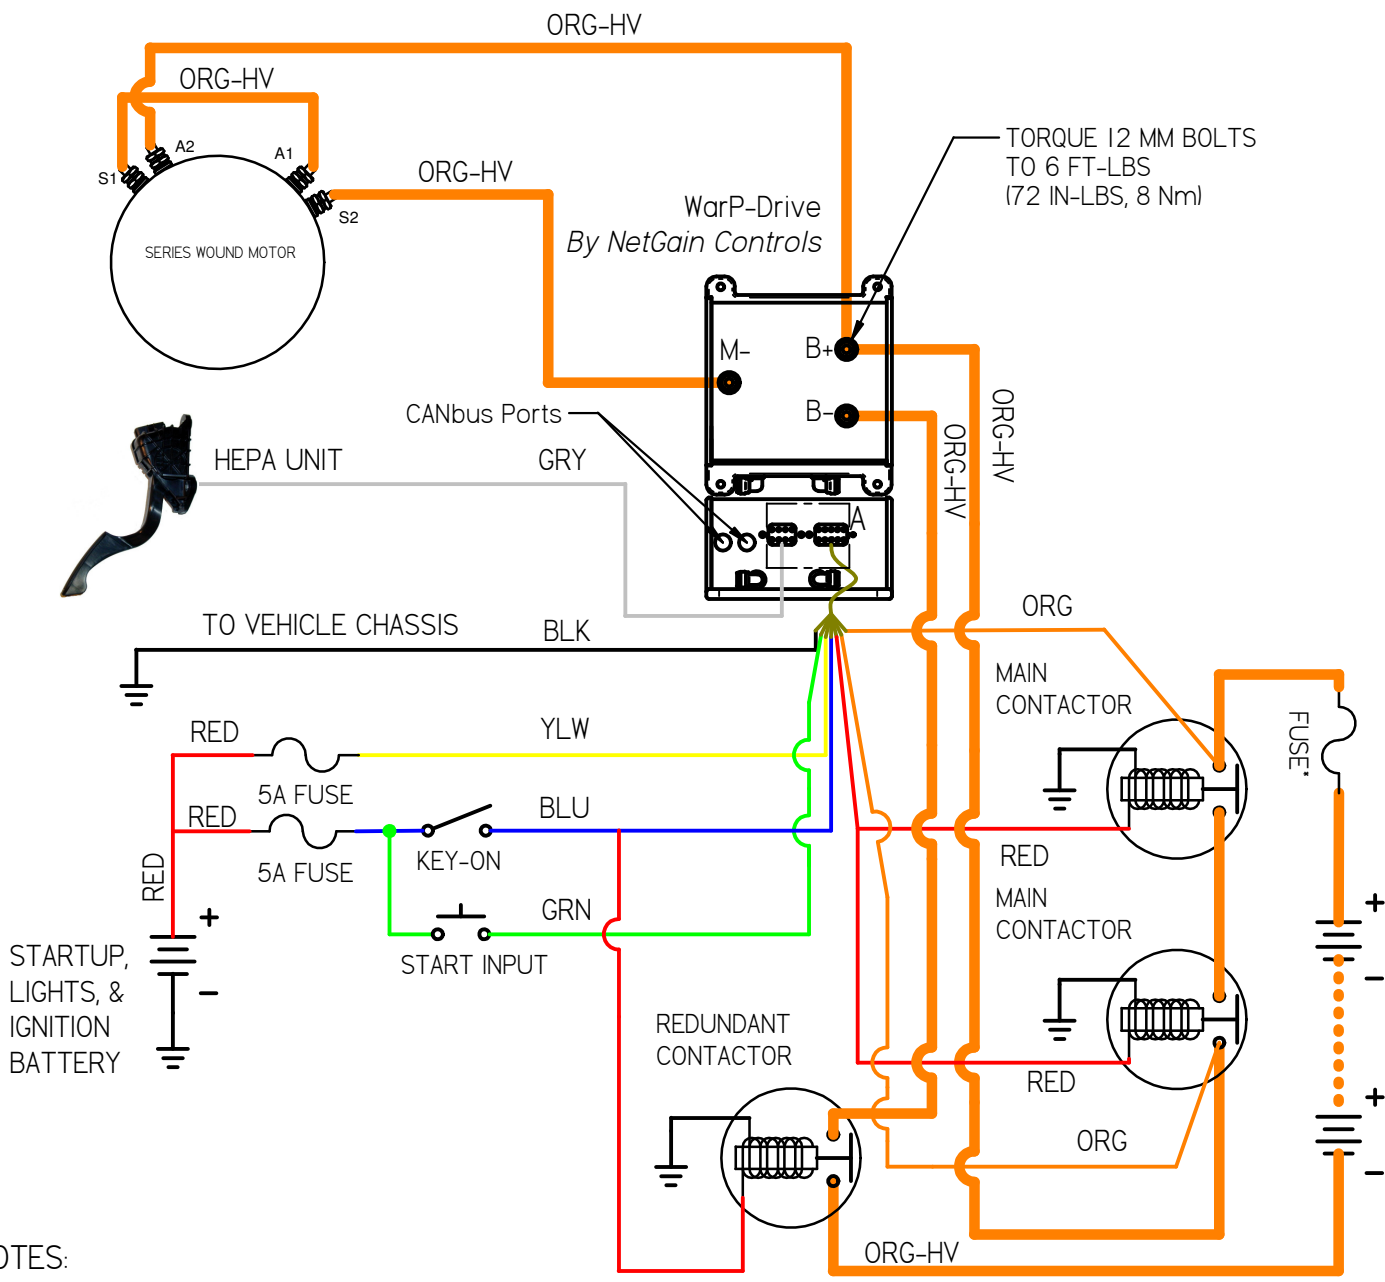 ORG-HV
ORG-HV
A2
A1
S1
S2
ORG-HV
SERIES WOUND MOTOR
TORQUE 12 MM BOLTS
TO 6 FT-LBS
(72 IN-LBS, 8 Nm)
WarP-Drive
By NetGain Controls
M-
B+
B-
ORG-HV
ORG-HV
CANbus Ports
HEPA UNIT
GRY
A
TO VEHICLE CHASSIS
BLK
ORG
MAIN
CONTACTOR
FUSE*
RED
YLW
5A FUSE
RED
BLU
KEY-ON
RED
5A FUSE
RED
MAIN
CONTACTOR
GRN
START INPUT
+
-
STARTUP,
LIGHTS, &
IGNITION
BATTERY
+
-
REDUNDANT
CONTACTOR
RED
+
-
ORG
ORG-HV
OTES: